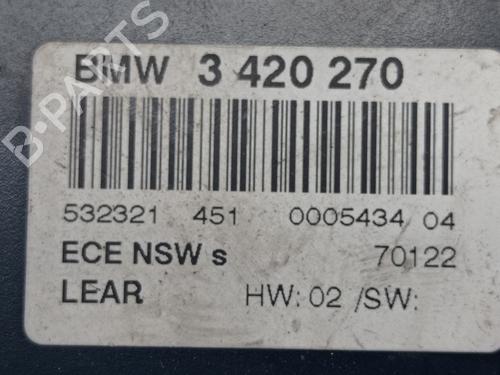 B-PARTS
BMW 3 420 270
532321 451 0005434 04
ECE NSW s 70122
LEAR HW: 02 /SW: